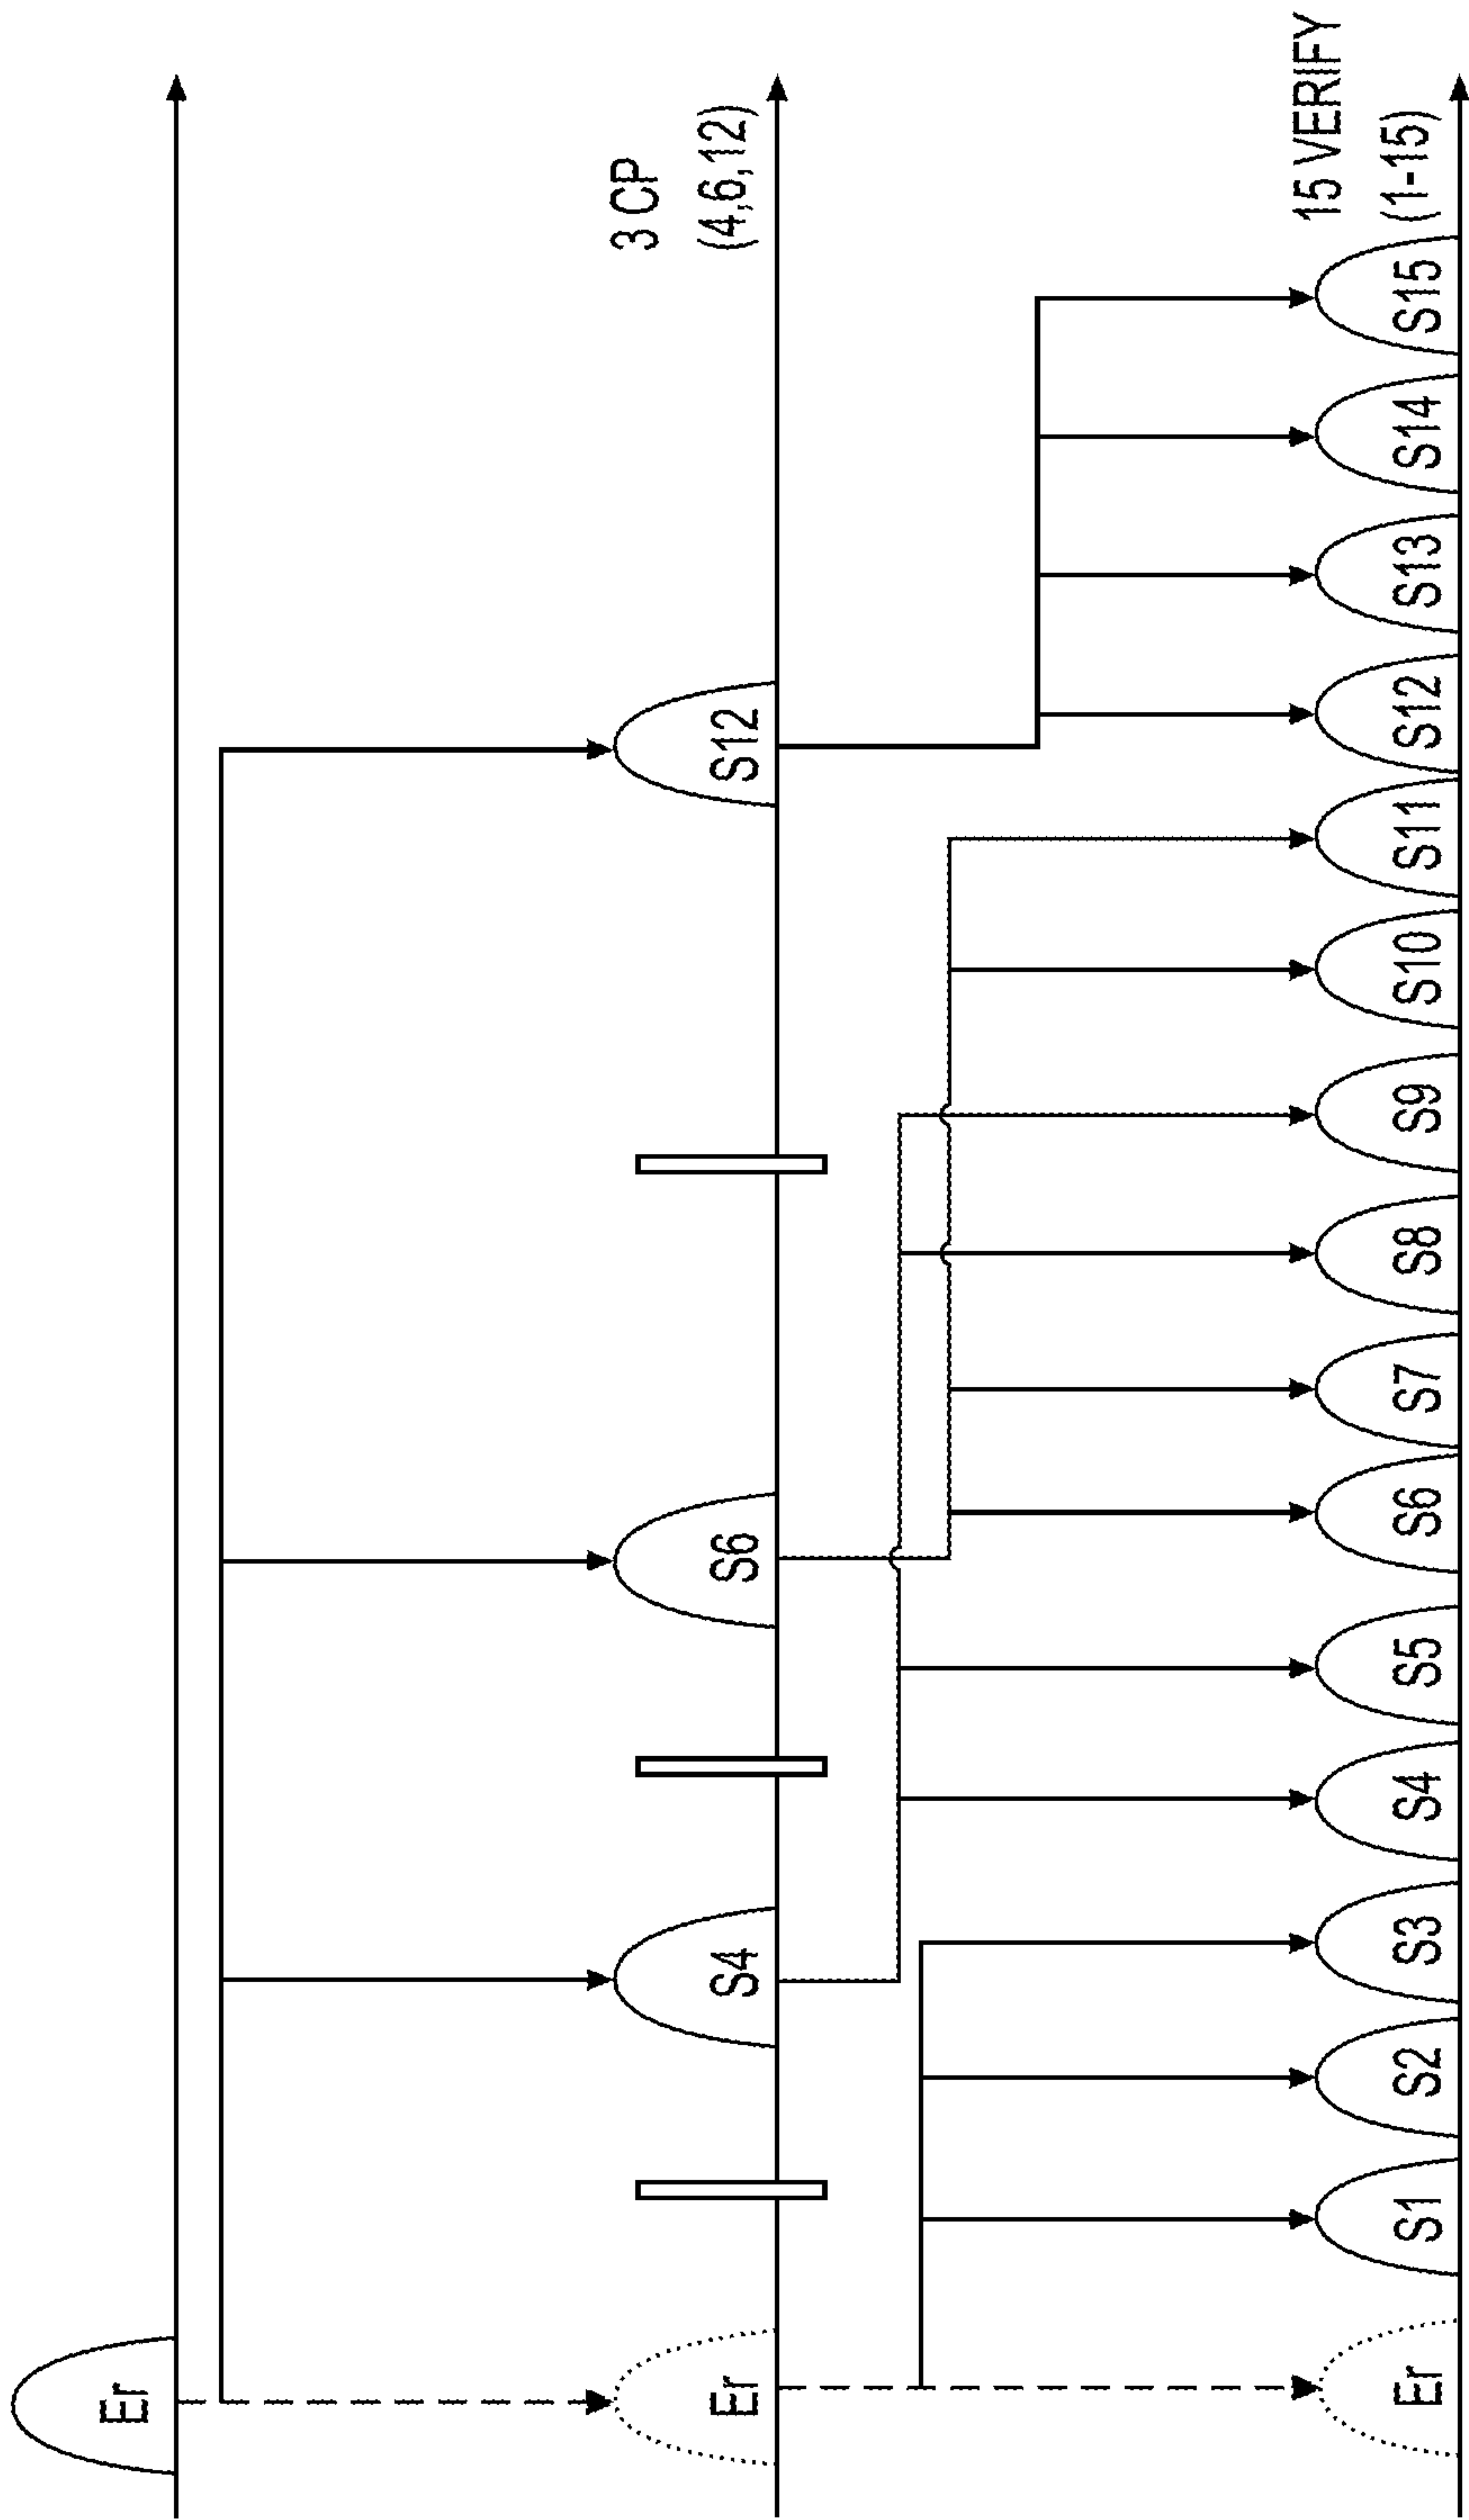 Er
Er
S4
S6
S12
3 CP
(4,6,12)
Er
S1
S2
S3
S4
S5
S6
S7
S8
S9
S10
S11
S12
S13
S14
S15
15 VERIFY
(1-15)